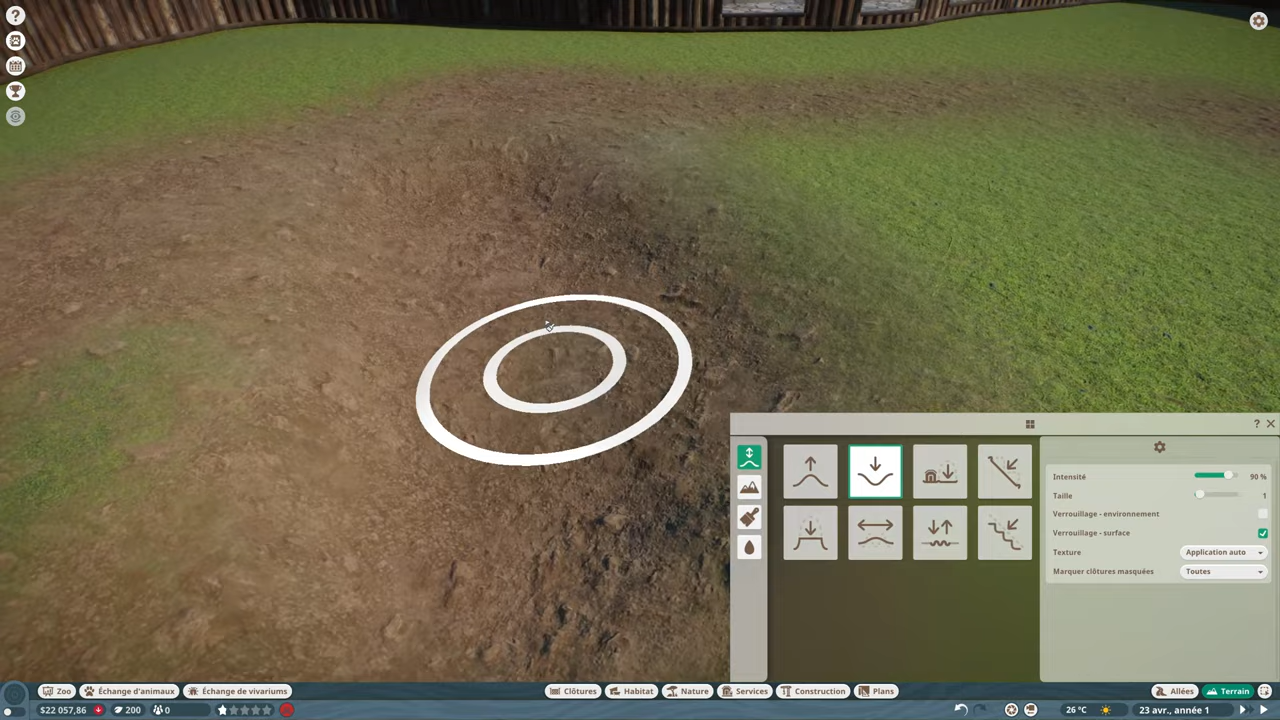 ?
? ×
Intensité 90 %
Taille 1
Verrouillage - environnement
Verrouillage - surface
Texture Application auto
Marquer clôtures masquées Toutes
Zoo Échange d'animaux Échange de vivariums Clôtures Habitat Nature Services Construction Plans Allées Terrain
$22 057,86 200 0 26 °C 23 avr., année 1